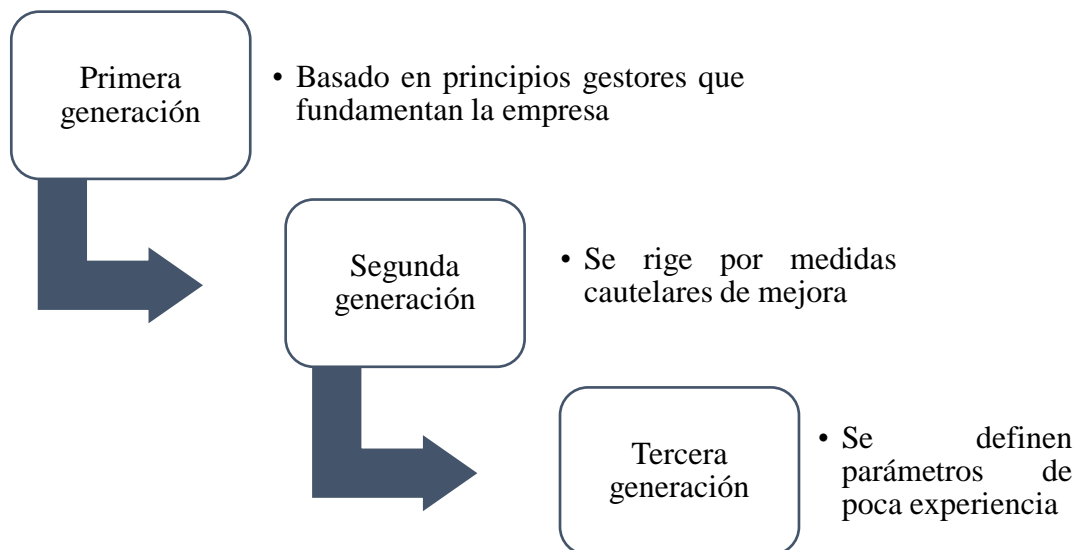 Primera
generación
• Basado en principios gestores que
fundamentan la empresa
Segunda
generación
• Se rige por medidas
cautelares de mejora
Tercera
generación
• Se definen
parámetros de
poca experiencia